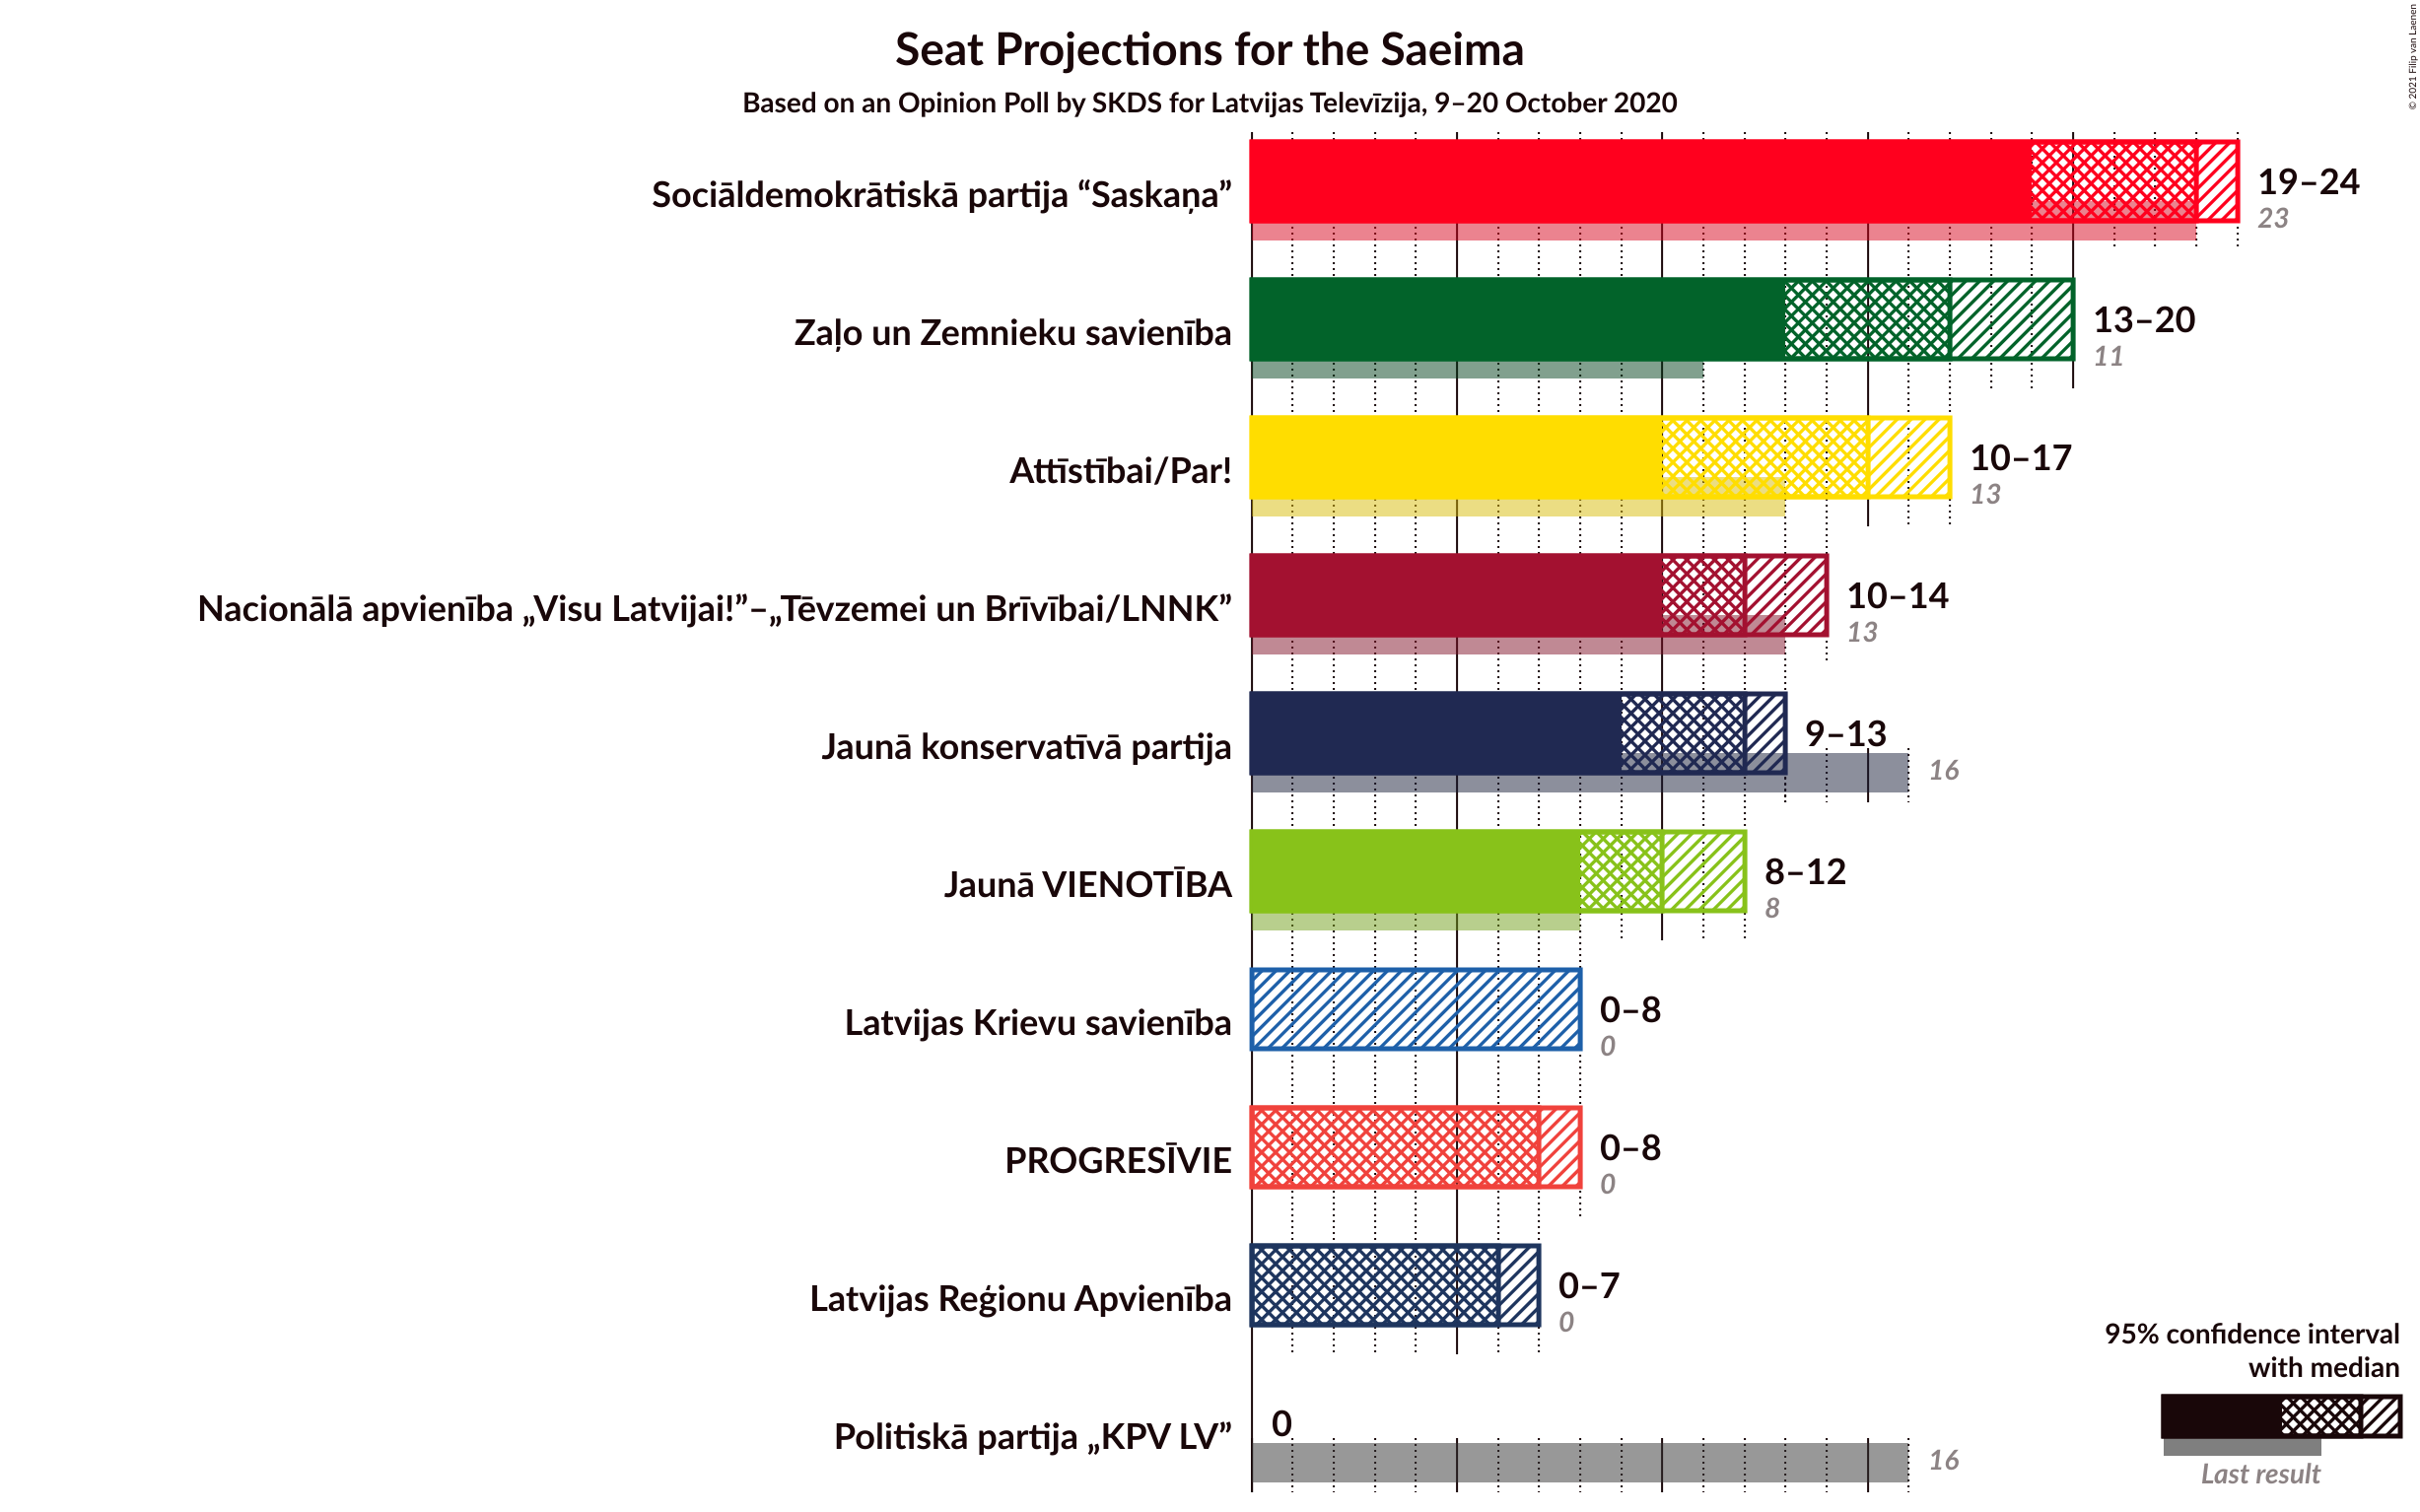 Seat Projections for the Saeima
Based on an Opinion Poll by SKDS for Latvijas Televīzija, 9–20 October 2020
© 2021 Filip van Laenen
Sociāldemokrātiskā partija “Saskaņa”
19–24
23
Zaļo un Zemnieku savienība
13–20
11
Attīstībai/Par!
10–17
13
Nacionālā apvienība „Visu Latvijai!”–„Tēvzemei un Brīvībai/LNNK”
10–14
13
Jaunā konservatīvā partija
9–13
16
Jaunā VIENOTĪBA
8–12
8
Latvijas Krievu savienība
0–8
0
PROGRESĪVIE
0–8
0
Latvijas Reģionu Apvienība
0–7
0
Politiskā partija „KPV LV”
0
16
95% confidence interval
with median
Last result